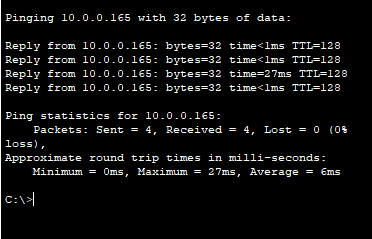 Pinging 10.0.0.165 with 32 bytes of data:
Reply from 10.0.0.165: bytes=32 time<1ms TTL=128
Reply from 10.0.0.165: bytes=32 time<1ms TTL=128
Reply from 10.0.0.165: bytes=32 time=27ms TTL=128
Reply from 10.0.0.165: bytes=32 time<1ms TTL=128
Ping statistics for 10.0.0.165:
Packets: Sent = 4, Received = 4, Lost = 0 (0%
loss),
Approximate round trip times in milli-seconds:
Minimum = 0ms, Maximum = 27ms, Average = 6ms
C:\>